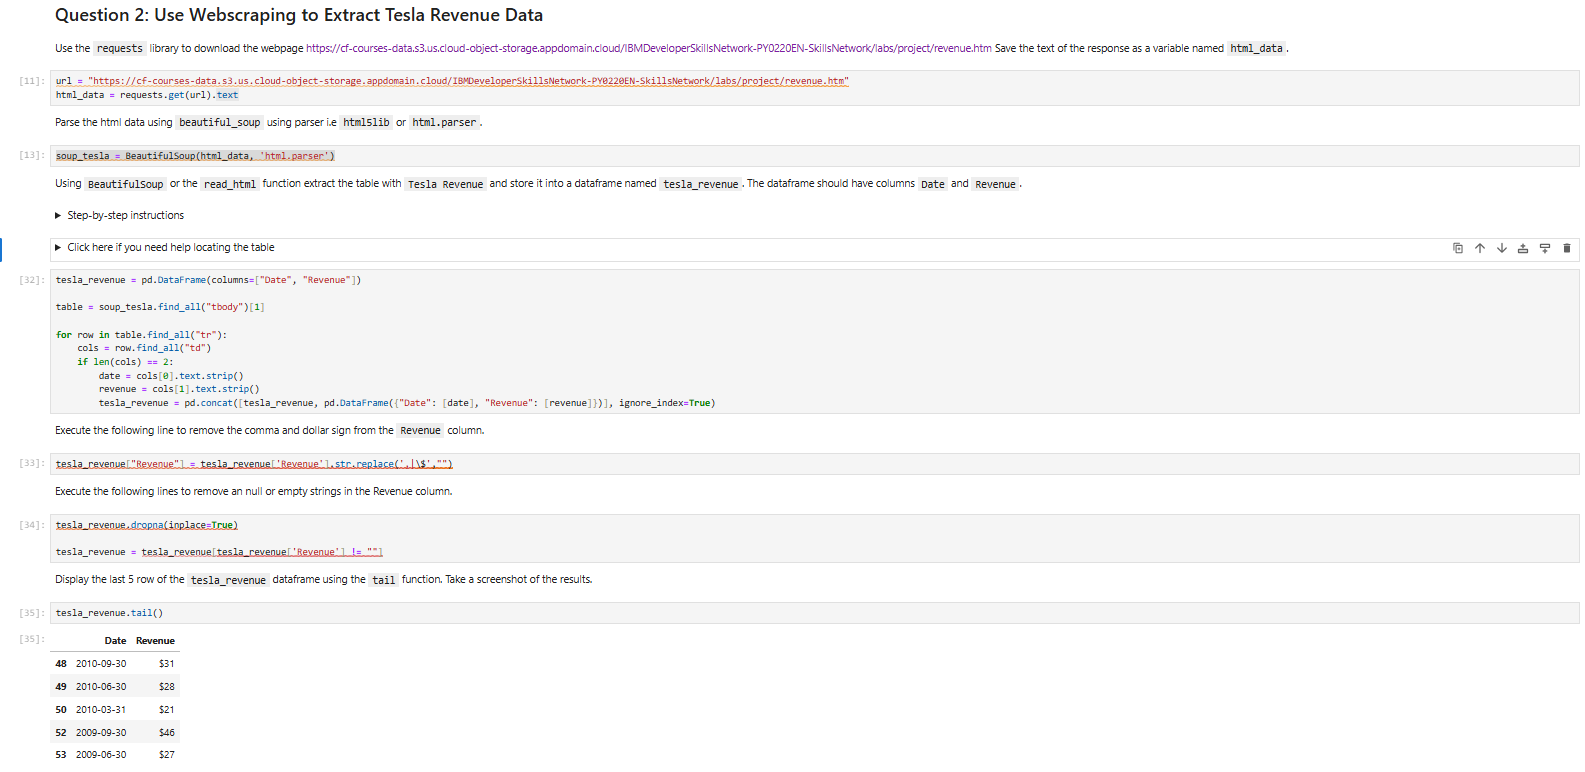 Question 2: Use Webscraping to Extract Tesla Revenue Data
Use the requests library to download the webpage https://cf-courses-data.s3.us.cloud-object-storage.appdomain.cloud/IBMDeveloperSkillsNetwork-PY0220EN-SkillsNetwork/labs/project/revenue.htm Save the text of the response as a variable named html_data .
[11]: url = "https://cf-courses-data.s3.us.cloud-object-storage.appdomain.cloud/IBMDeveloperSkillsNetwork-PY0220EN-SkillsNetwork/labs/project/revenue.htm"
html_data = requests.get(url).text
Parse the html data using beautiful_soup using parser i.e html5lib or html.parser .
[13]: soup_tesla = BeautifulSoup(html_data, 'html.parser')
Using BeautifulSoup or the read_html function extract the table with Tesla Revenue and store it into a dataframe named tesla_revenue . The dataframe should have columns Date and Revenue .
▶ Step-by-step instructions
▶ Click here if you need help locating the table
[32]: tesla_revenue = pd.DataFrame(columns=["Date", "Revenue"])
table = soup_tesla.find_all("tbody")[1]
for row in table.find_all("tr"):
    cols = row.find_all("td")
    if len(cols) == 2:
        date = cols[0].text.strip()
        revenue = cols[1].text.strip()
        tesla_revenue = pd.concat([tesla_revenue, pd.DataFrame({"Date": [date], "Revenue": [revenue]})], ignore_index=True)
Execute the following line to remove the comma and dollar sign from the Revenue column.
[33]: tesla_revenue["Revenue"] = tesla_revenue['Revenue'].str.replace(',|\$',"")
Execute the following lines to remove an null or empty strings in the Revenue column.
[34]: tesla_revenue.dropna(inplace=True)
tesla_revenue = tesla_revenue[tesla_revenue['Revenue'] != ""]
Display the last 5 row of the tesla_revenue dataframe using the tail function. Take a screenshot of the results.
[35]: tesla_revenue.tail()
[35]: Date Revenue
48 2010-09-30 $31
49 2010-06-30 $28
50 2010-03-31 $21
52 2009-09-30 $46
53 2009-06-30 $27